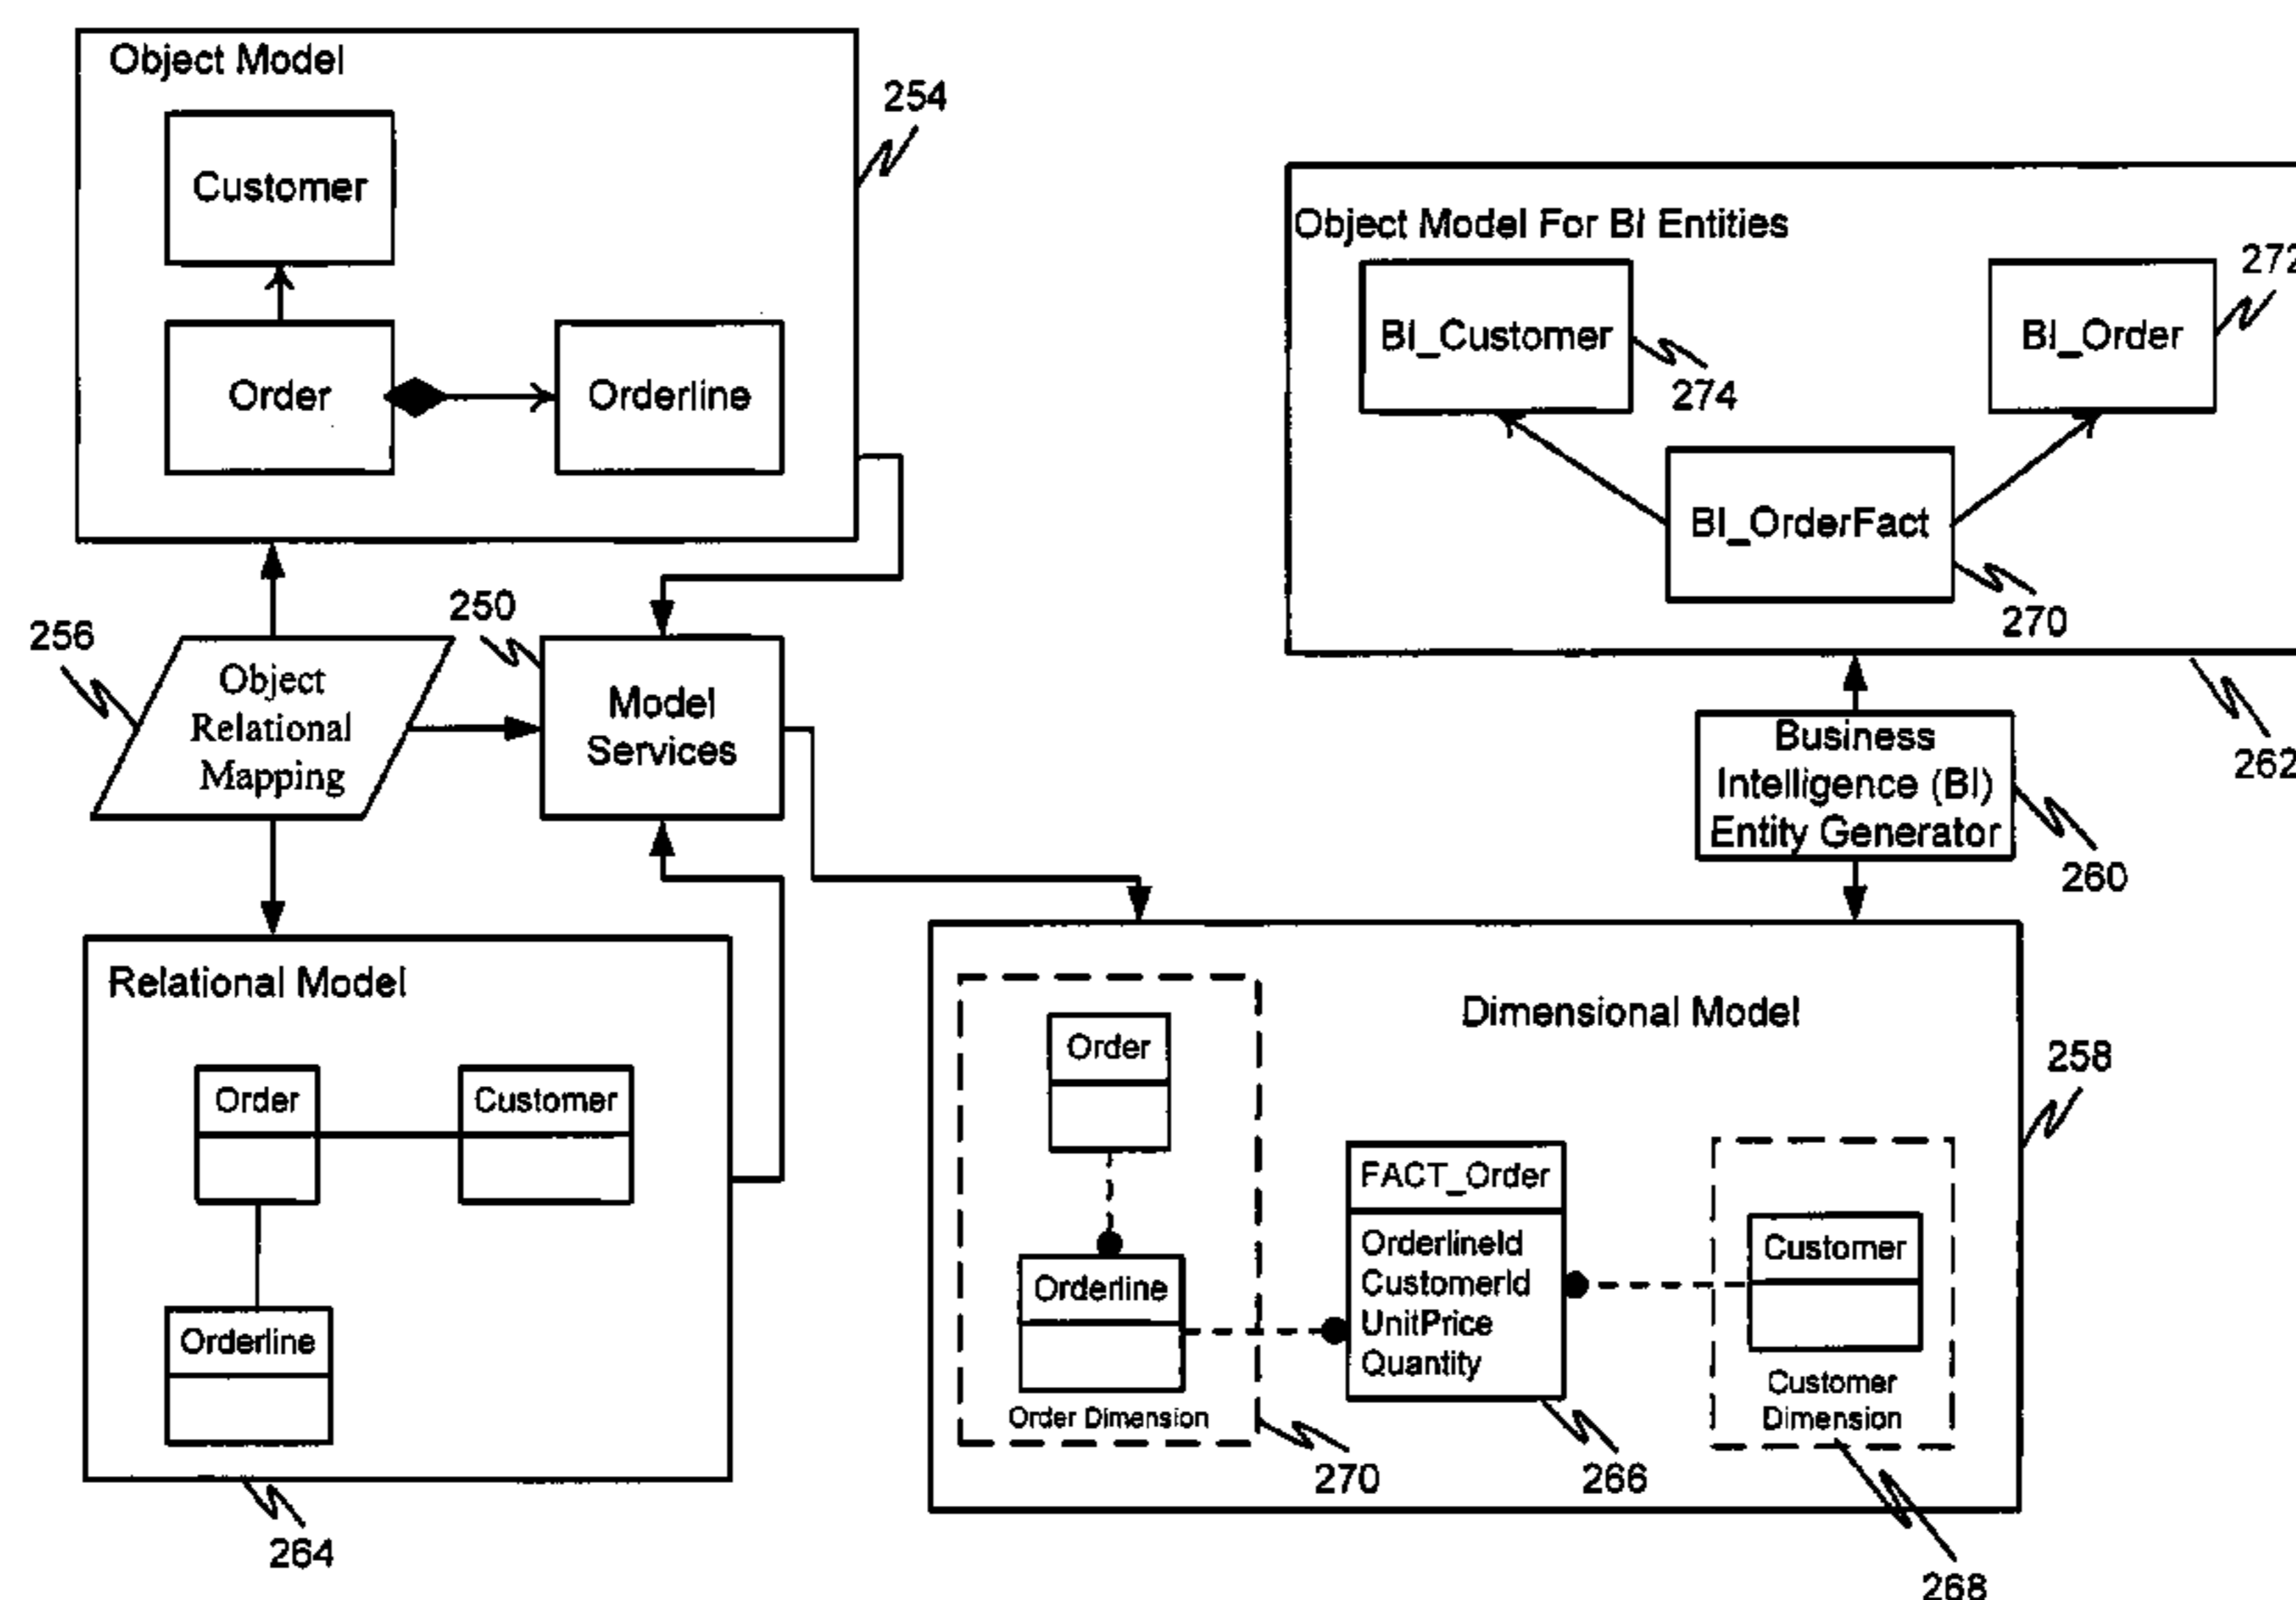 Object Model
254
Customer
Order
Orderline
Object Model For BI Entities
272
BI_Customer
BI_Order
274
BI_OrderFact
270
262
256
Object
Relational
Mapping
250
Model
Services
Business
Intelligence (BI)
Entity Generator
260
Relational Model
Order
Customer
Orderline
264
Dimensional Model
258
Order
Orderline
Order Dimension
270
FACT_Order
OrderlineId
CustomerId
UnitPrice
Quantity
266
Customer
Customer
Dimension
268